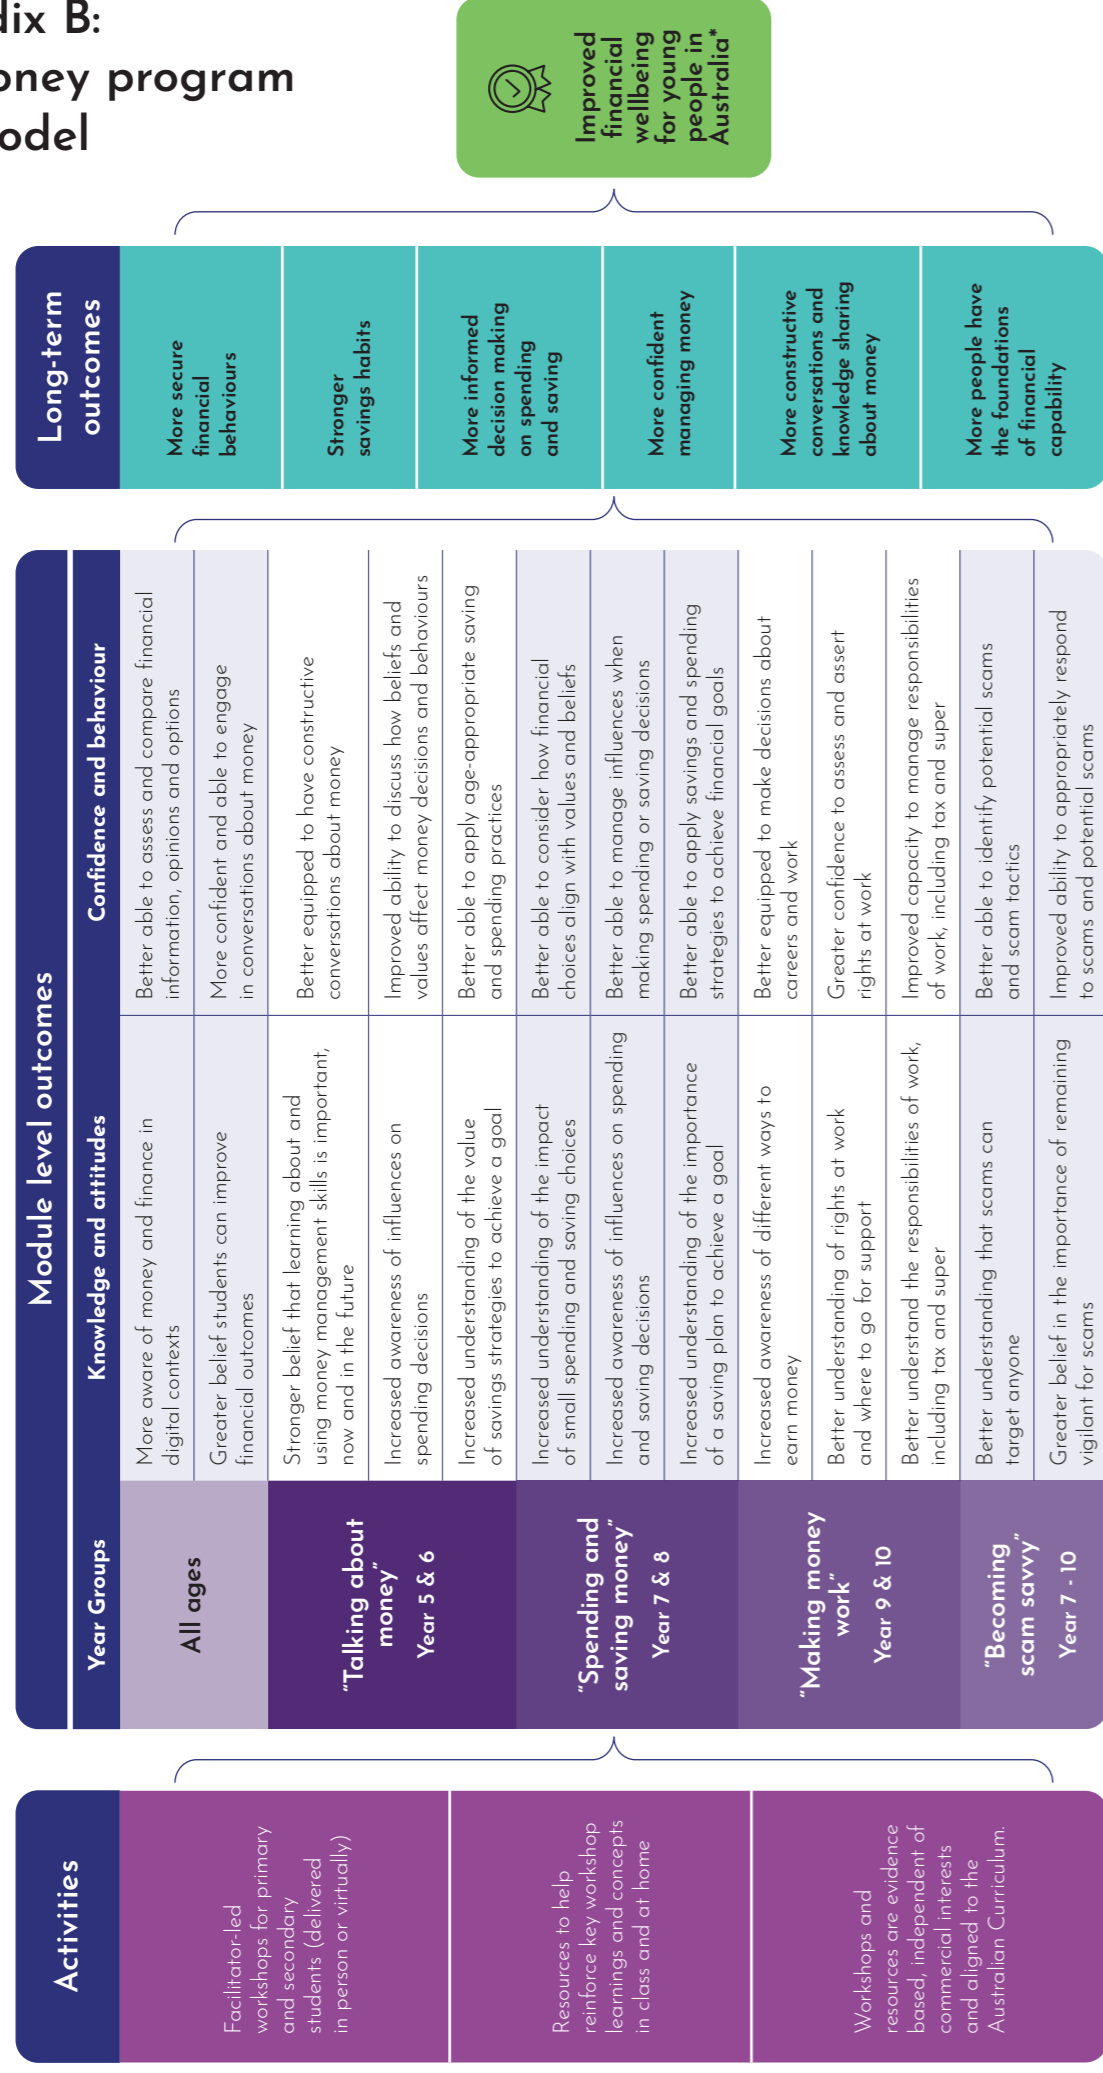 dix B:
oney program
odel
Activities
Facilitator-led
workshops for primary
and secondary
students (delivered
in person or virtually)
Resources to help
reinforce key workshop
learnings and concepts
in class and at home
Workshops and
resources are evidence
based, independent of
commercial interests
and aligned to the
Australian Curriculum.
Module level outcomes
Year Groups
Knowledge and attitudes
Confidence and behaviour
All ages
More aware of money and finance in
digital contexts
Better able to assess and compare financial
information, opinions and options
Greater belief students can improve
financial outcomes
More confident and able to engage
in conversations about money
“Talking about
money”
Year 5 & 6
Stronger belief that learning about and
using money management skills is important,
now and in the future
Better equipped to have constructive
conversations about money
Increased awareness of influences on
spending decisions
Improved ability to discuss how beliefs and
values affect money decisions and behaviours
Increased understanding of the value
of savings strategies to achieve a goal
Better able to apply age-appropriate saving
and spending practices
“Spending and
saving money”
Year 7 & 8
Increased understanding of the impact
of small spending and saving choices
Better able to consider how financial
choices align with values and beliefs
Increased awareness of influences on spending
and saving decisions
Better able to manage influences when
making spending or saving decisions
Increased understanding of the importance
of a saving plan to achieve a goal
Better able to apply savings and spending
strategies to achieve financial goals
“Making money
work”
Year 9 & 10
Increased awareness of different ways to
earn money
Better equipped to make decisions about
careers and work
Better understanding of rights at work
and where to go for support
Greater confidence to assess and assert
rights at work
Better understand the responsibilities of work,
including tax and super
Improved capacity to manage responsibilities
of work, including tax and super
“Becoming
scam savvy”
Year 7 - 10
Better understanding that scams can
target anyone
Better able to identify potential scams
and scam tactics
Greater belief in the importance of remaining
vigilant for scams
Improved ability to appropriately respond
to scams and potential scams
Long-term
outcomes
More secure
financial
behaviours
Stronger
savings habits
More informed
decision making
on spending
and saving
More confident
managing money
More constructive
conversations and
knowledge sharing
about money
More people have
the foundations
of financial
capability
Improved
financial
wellbeing
for young
people in
Australia*